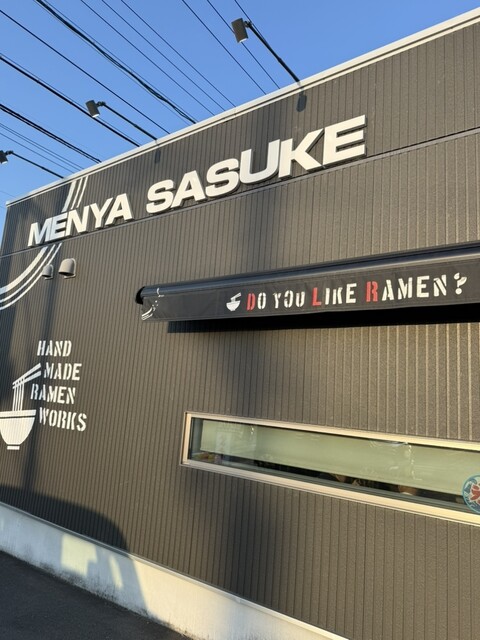 MENYA SASUKE
DO YOU LIKE RAMEN?
HAND
MADE
RAMEN
WORKS